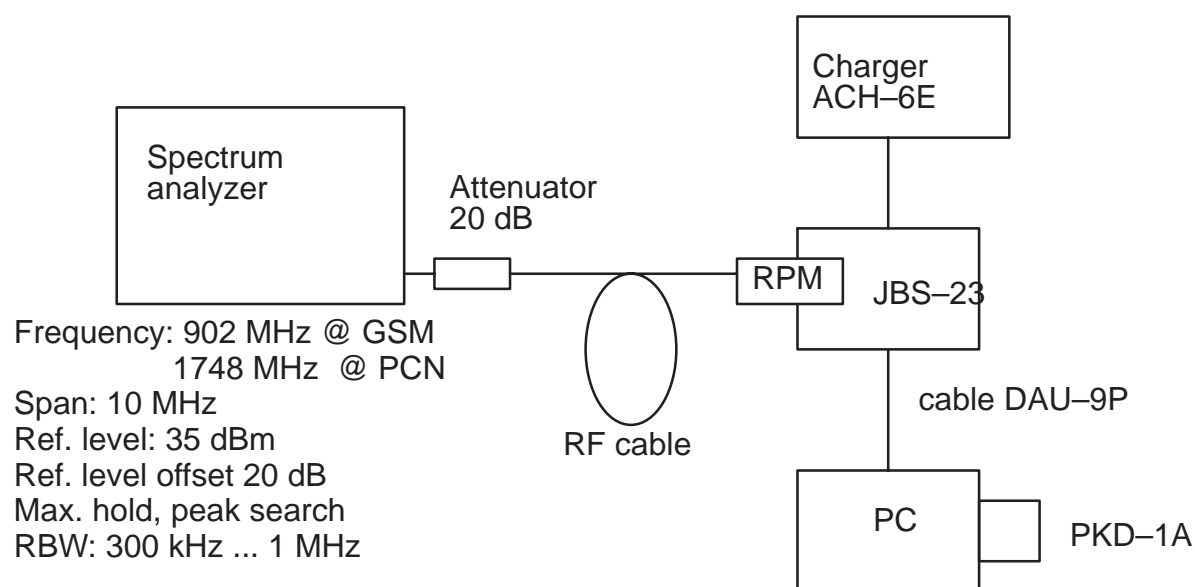 Charger
ACH–6E
Spectrum
analyzer
Attenuator
20 dB
RPM
JBS–23
Frequency: 902 MHz @ GSM
1748 MHz @ PCN
Span: 10 MHz
Ref. level: 35 dBm
Ref. level offset 20 dB
Max. hold, peak search
RBW: 300 kHz ... 1 MHz
RF cable
cable DAU–9P
PC
PKD–1A